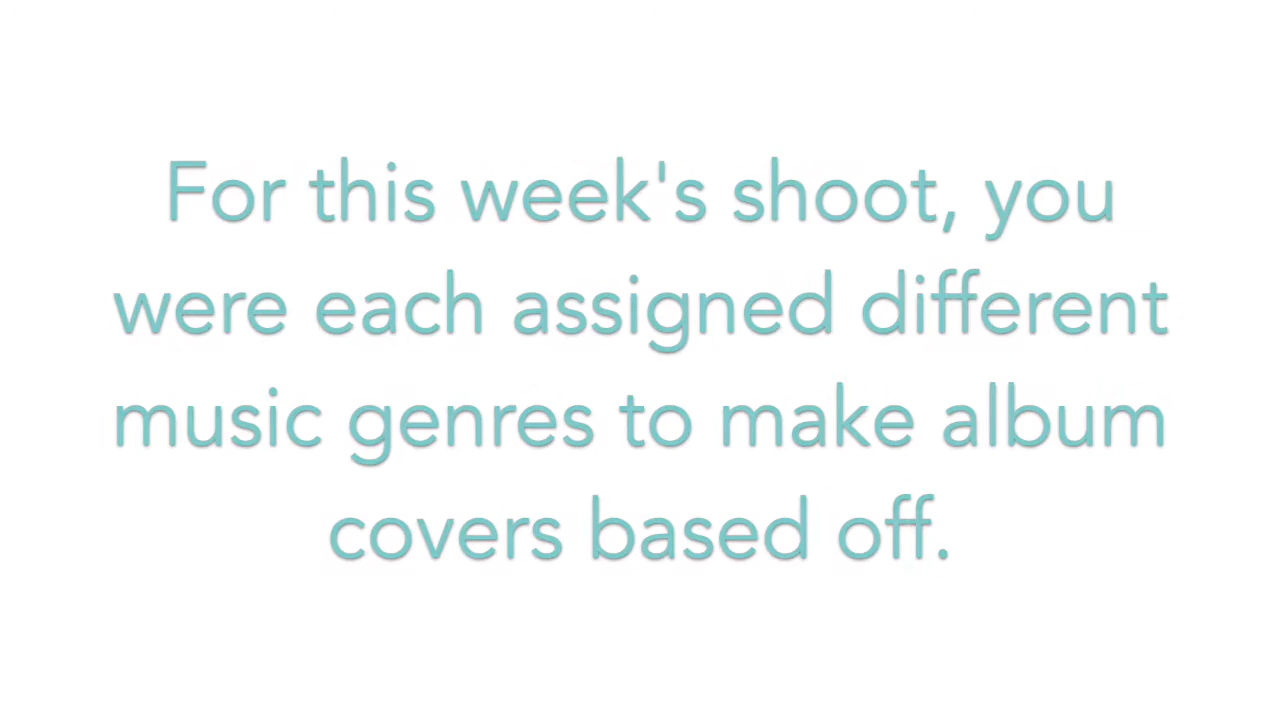 For this week's shoot, you
were each assigned different
music genres to make album
covers based off.